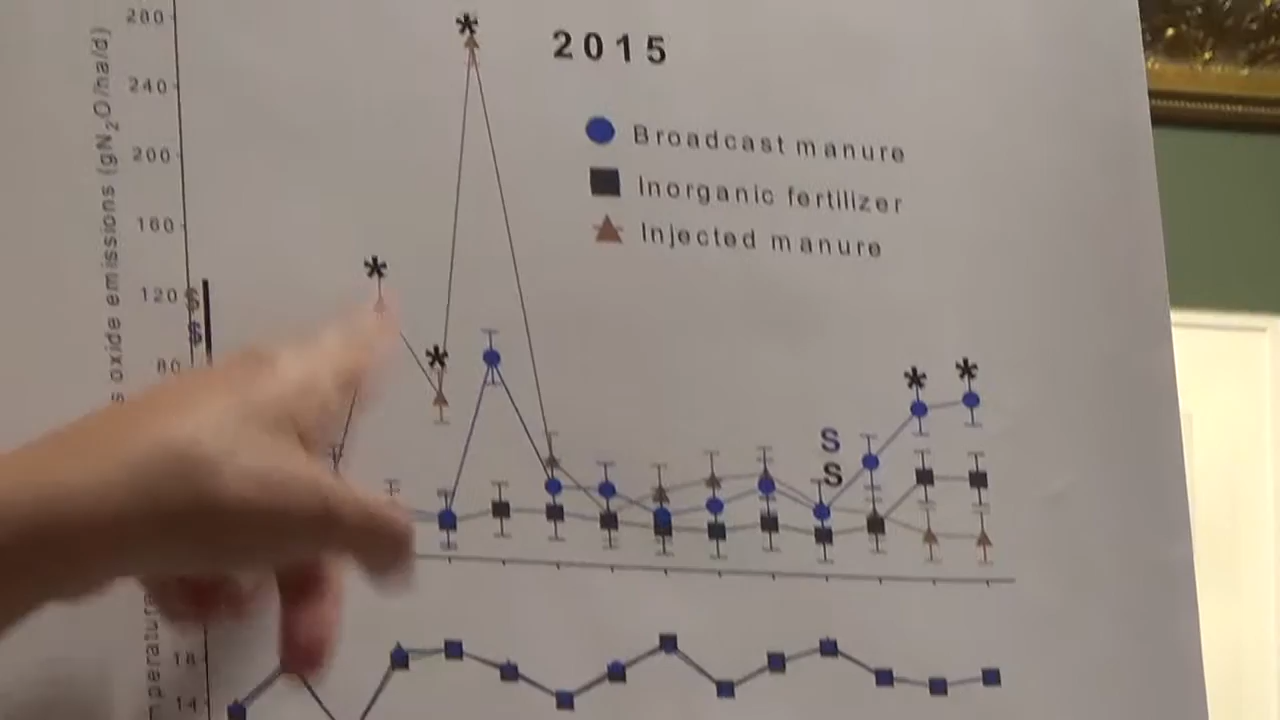 280
2015
240
Broadcast manure
200
Inorganic fertilizer
160
Injected manure
120
80
oxide emissions (gN2O/ha/d)
*
*
*
*
*
S
S
18
14